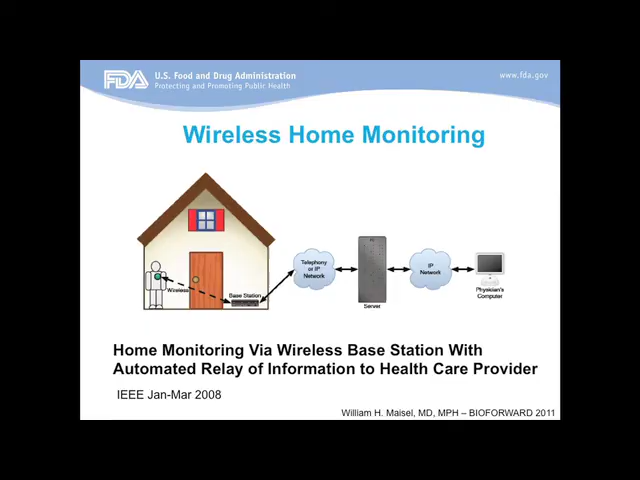 FDA U.S. Food and Drug Administration
Protecting and Promoting Public Health
www.fda.gov
Wireless Home Monitoring
Wireless
Base Station
Telephony
or IP
Network
Server
IP
Network
Physician's
Computer
Home Monitoring Via Wireless Base Station With
Automated Relay of Information to Health Care Provider
IEEE Jan-Mar 2008
William H. Maisel, MD, MPH – BIOFORWARD 2011